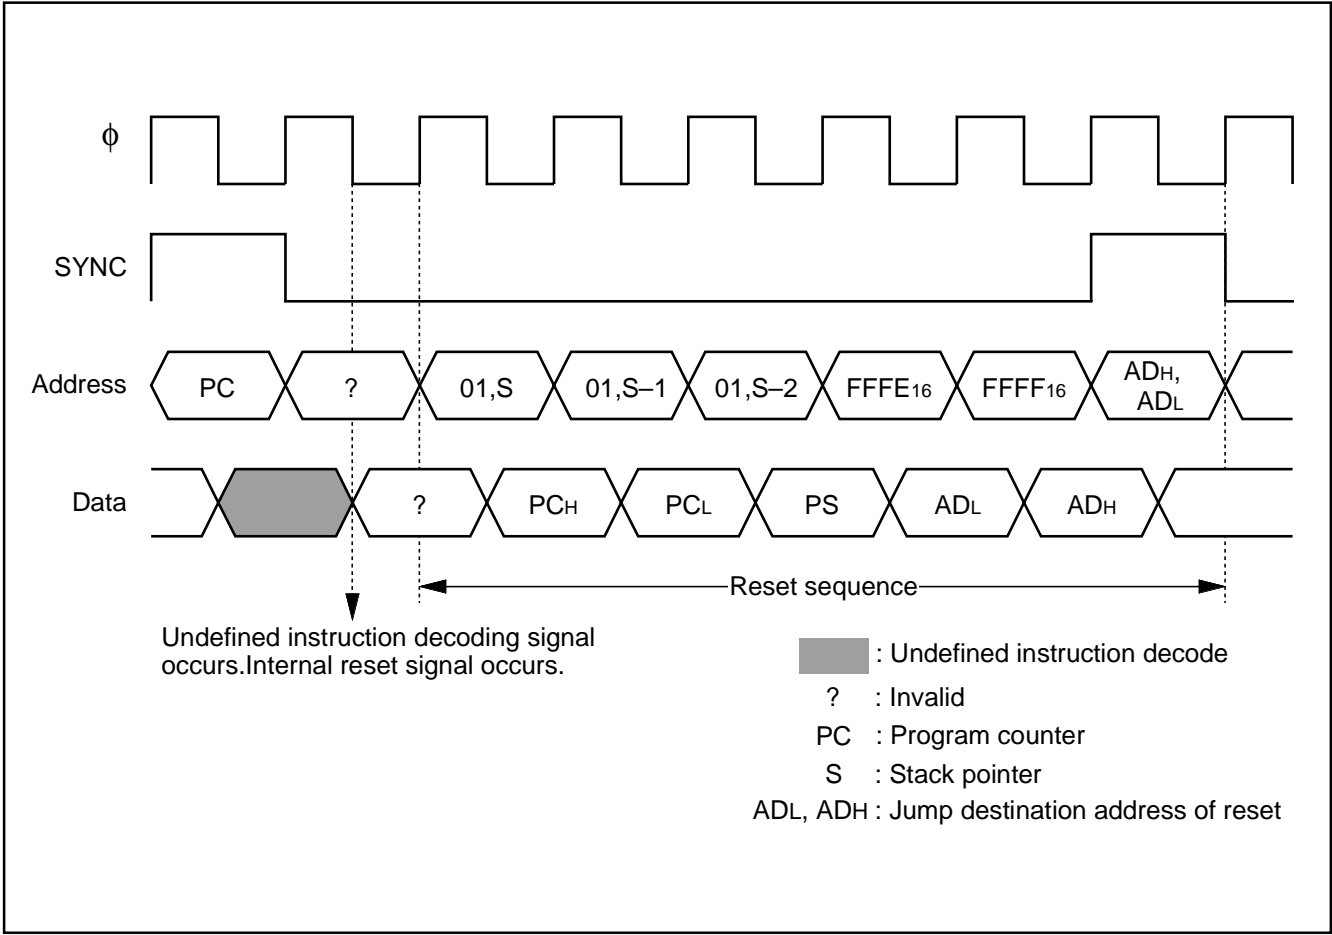 ϕ
SYNC
Address PC ? 01,S 01,S–1 01,S–2 FFFE16 FFFF16 ADH,
ADL
Data ? PCH PCL PS ADL ADH
Reset sequence
Undefined instruction decoding signal
occurs.Internal reset signal occurs.
: Undefined instruction decode
? : Invalid
PC : Program counter
S : Stack pointer
ADL, ADH : Jump destination address of reset